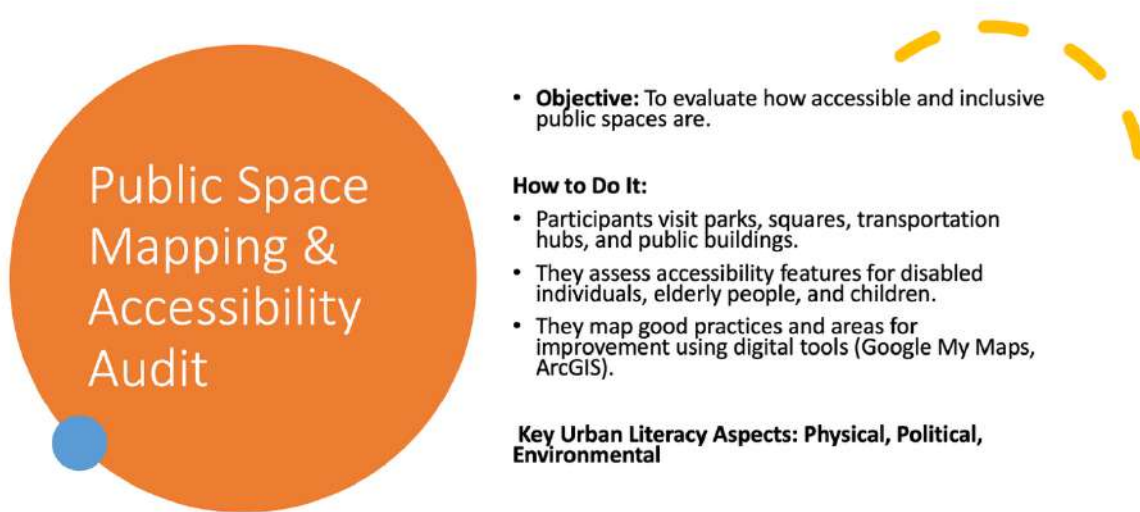 Public Space
Mapping &
Accessibility
Audit
• Objective: To evaluate how accessible and inclusive
public spaces are.
How to Do It:
• Participants visit parks, squares, transportation
hubs, and public buildings.
• They assess accessibility features for disabled
individuals, elderly people, and children.
• They map good practices and areas for
improvement using digital tools (Google My Maps,
ArcGIS).
Key Urban Literacy Aspects: Physical, Political,
Environmental